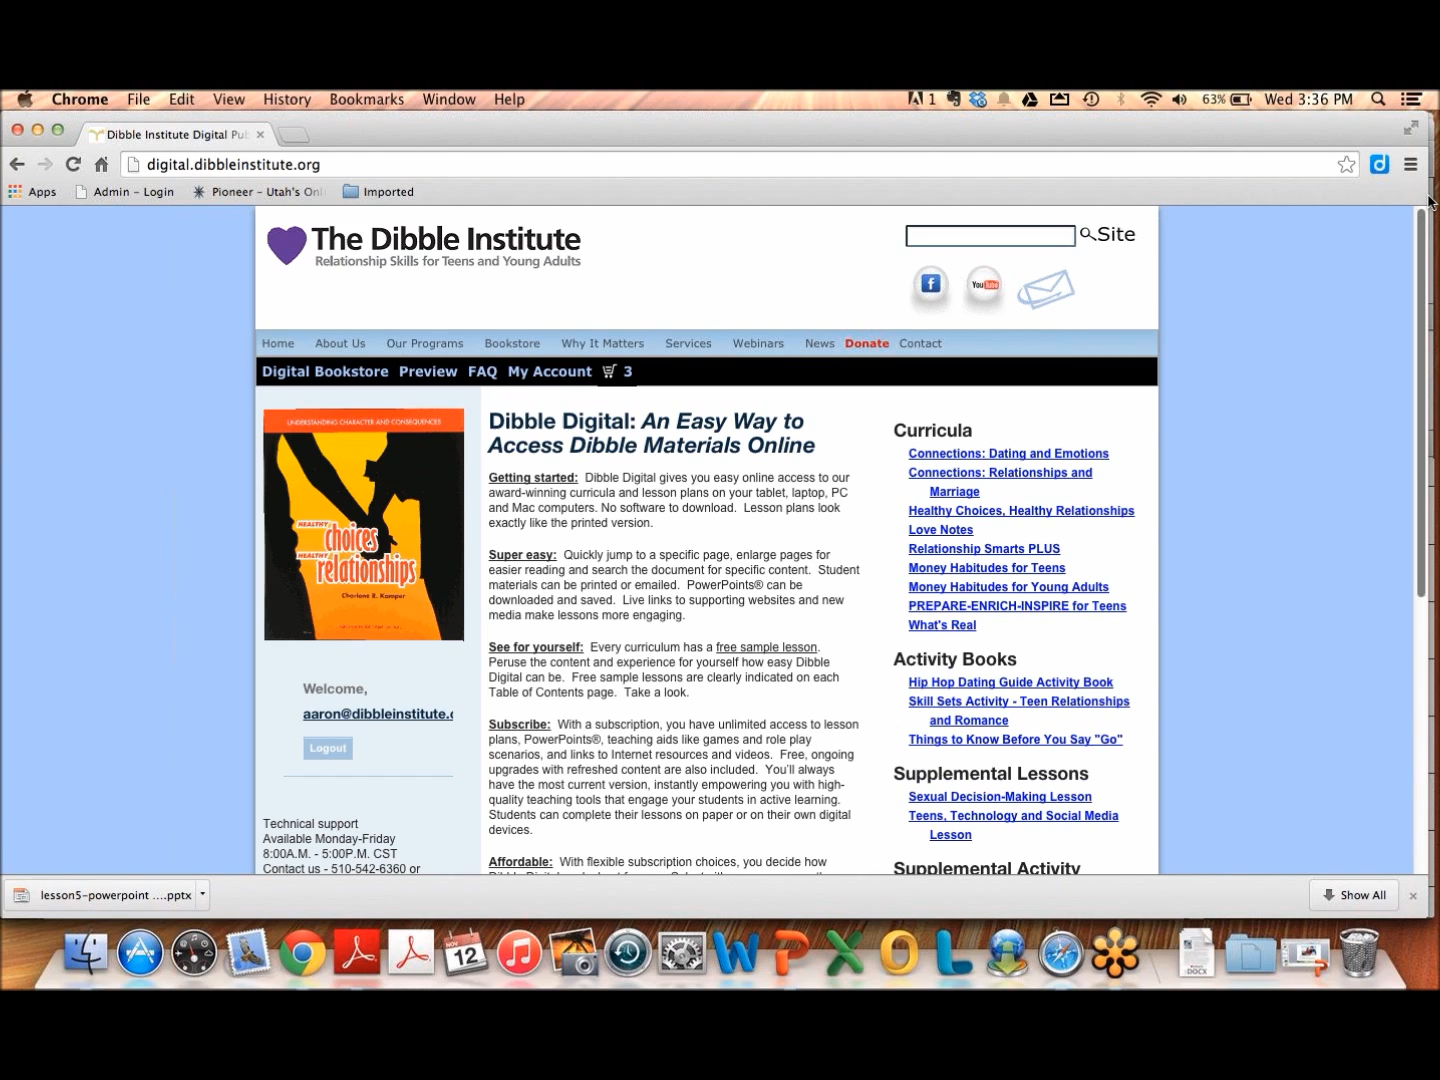 Chrome File Edit View History Bookmarks Window Help
1 63% Wed 3:36 PM
Dibble Institute Digital Pu
digital.dibbleinstitute.org
Apps Admin - Login Pioneer - Utah's Onl Imported
The Dibble Institute
Relationship Skills for Teens and Young Adults
Site
f
YouTube
Home About Us Our Programs Bookstore Why It Matters Services Webinars News Donate Contact
Digital Bookstore Preview FAQ My Account 3
UNDERSTANDING CHARACTER AND CONSEQUENCES
HEALTHY
choices
HEALTHY
relationships
Charlene R. Kamper
Welcome,
aaron@dibbleinstitute.
Logout
Technical support
Available Monday-Friday
8:00A.M. - 5:00P.M. CST
Contact us - 510-542-6360 or
Dibble Digital: An Easy Way to
Access Dibble Materials Online
Getting started: Dibble Digital gives you easy online access to our
award-winning curricula and lesson plans on your tablet, laptop, PC
and Mac computers. No software to download. Lesson plans look
exactly like the printed version.
Super easy: Quickly jump to a specific page, enlarge pages for
easier reading and search the document for specific content. Student
materials can be printed or emailed. PowerPoints® can be
downloaded and saved. Live links to supporting websites and new
media make lessons more engaging.
See for yourself: Every curriculum has a free sample lesson.
Peruse the content and experience for yourself how easy Dibble
Digital can be. Free sample lessons are clearly indicated on each
Table of Contents page. Take a look.
Subscribe: With a subscription, you have unlimited access to lesson
plans, PowerPoints®, teaching aids like games and role play
scenarios, and links to Internet resources and videos. Free, ongoing
upgrades with refreshed content are also included. You'll always
have the most current version, instantly empowering you with high-
quality teaching tools that engage your students in active learning.
Students can complete their lessons on paper or on their own digital
devices.
Affordable: With flexible subscription choices, you decide how
Curricula
Connections: Dating and Emotions
Connections: Relationships and
Marriage
Healthy Choices, Healthy Relationships
Love Notes
Relationship Smarts PLUS
Money Habitudes for Teens
Money Habitudes for Young Adults
PREPARE-ENRICH-INSPIRE for Teens
What's Real
Activity Books
Hip Hop Dating Guide Activity Book
Skill Sets Activity - Teen Relationships
and Romance
Things to Know Before You Say "Go"
Supplemental Lessons
Sexual Decision-Making Lesson
Teens, Technology and Social Media
Lesson
Supplemental Activity
lesson5-powerpoint ....pptx
Show All
NOV
12
W P X O L
DOCX